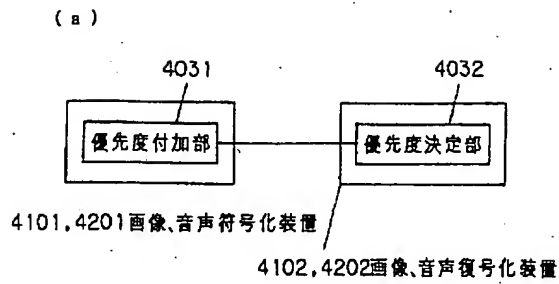 (a)
4031
4032
優先度付加部
優先度決定部
4101,4201画像、音声符号化装置
4102,4202画像、音声復号化装置